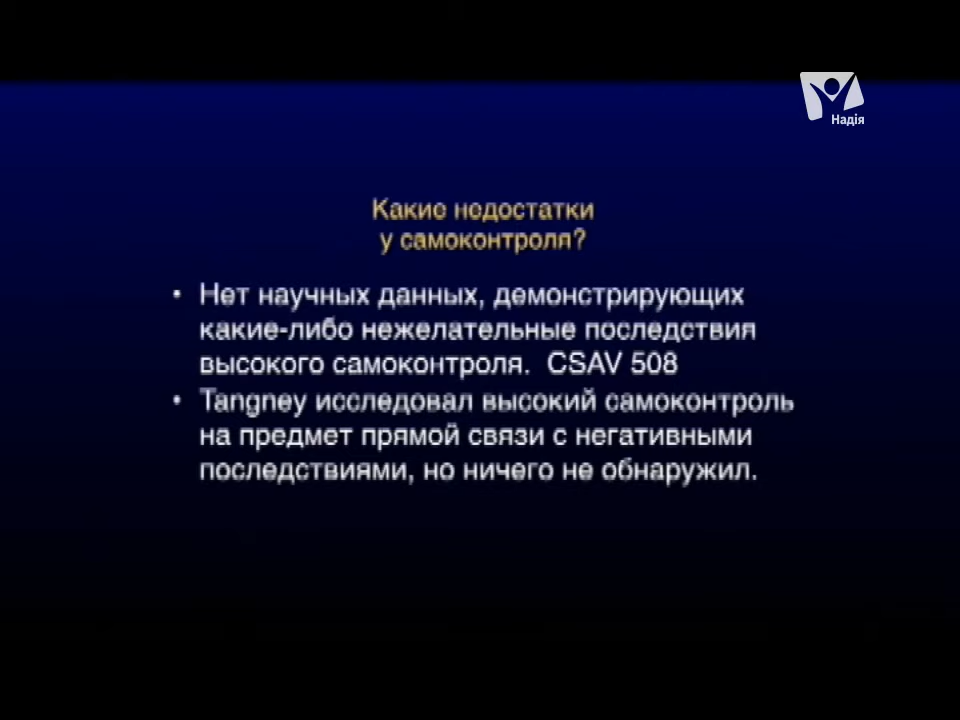 Надія
Какие недостатки
у самоконтроля?
• Нет научных данных, демонстрирующих
какие-либо нежелательные последствия
высокого самоконтроля. CSAV 508
• Tangney исследовал высокий самоконтроль
на предмет прямой связи с негативными
последствиями, но ничего не обнаружил.